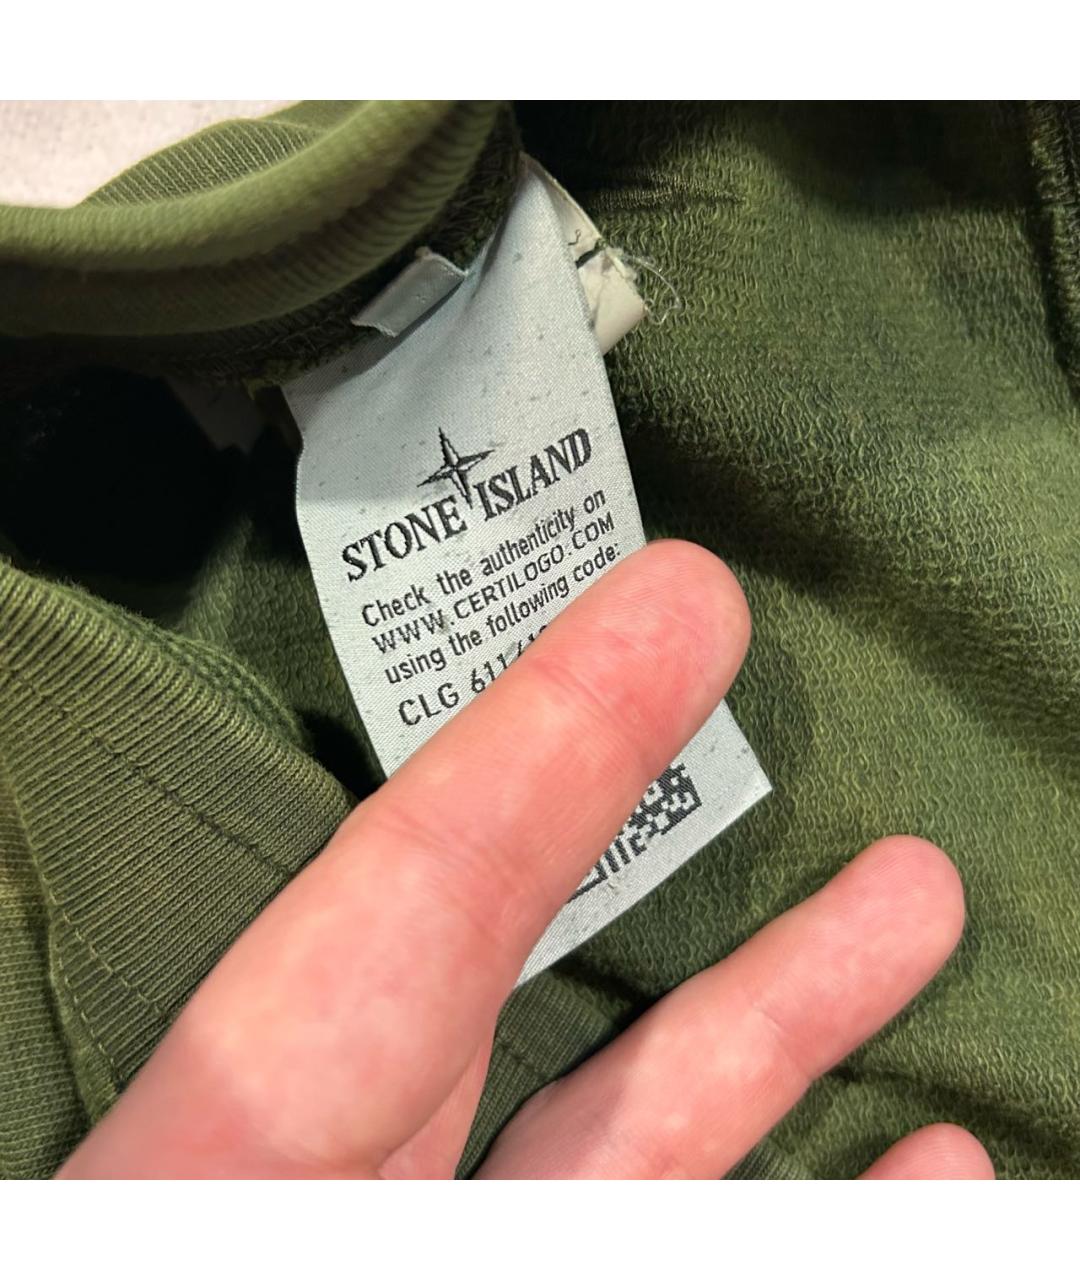 STONE ISLAND
Check the authenticity on
WWW.CERTILOGO.COM
using the following code:
CLG